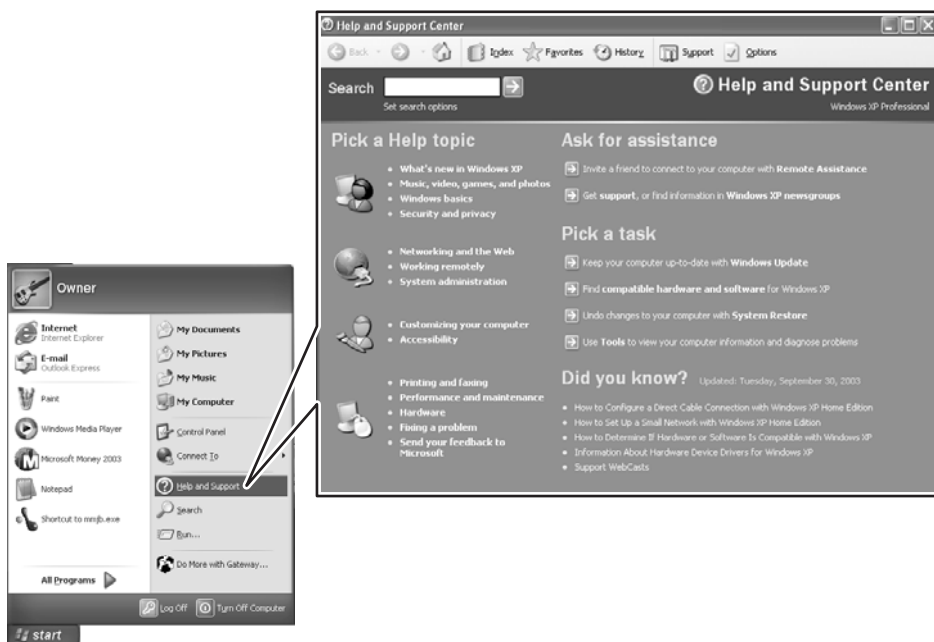 Help and Support Center
Back
Index
Favorites
History
Support
Options
Search
Set search options
Help and Support Center
Windows XP Professional
Pick a Help topic
What's new in Windows XP
Music, video, games, and photos
Windows basics
Security and privacy
Networking and the Web
Working remotely
System administration
Customizing your computer
Accessibility
Printing and faxing
Performance and maintenance
Hardware
Fixing a problem
Send your feedback to
Microsoft
Ask for assistance
Invite a friend to connect to your computer with Remote Assistance
Get support, or find information in Windows XP newsgroups
Pick a task
Keep your computer up-to-date with Windows Update
Find compatible hardware and software for Windows XP
Undo changes to your computer with System Restore
Use Tools to view your computer information and diagnose problems
Did you know? Updated: Tuesday, September 30, 2003
How to Configure a Direct Cable Connection with Windows XP Home Edition
How to Set Up a Small Network with Windows XP Home Edition
How to Determine If Hardware or Software Is Compatible with Windows XP
Information About Hardware Device Drivers for Windows XP
Support WebCasts
Owner
Internet
Internet Explorer
E-mail
Outlook Express
Paint
Windows Media Player
Microsoft Money 2003
Notepad
Shortcut to mmjb.exe
All Programs
My Documents
My Pictures
My Music
My Computer
Control Panel
Connect To
Help and Support
Search
Run...
Do More with Gateway...
Log Off
Turn Off Computer
start